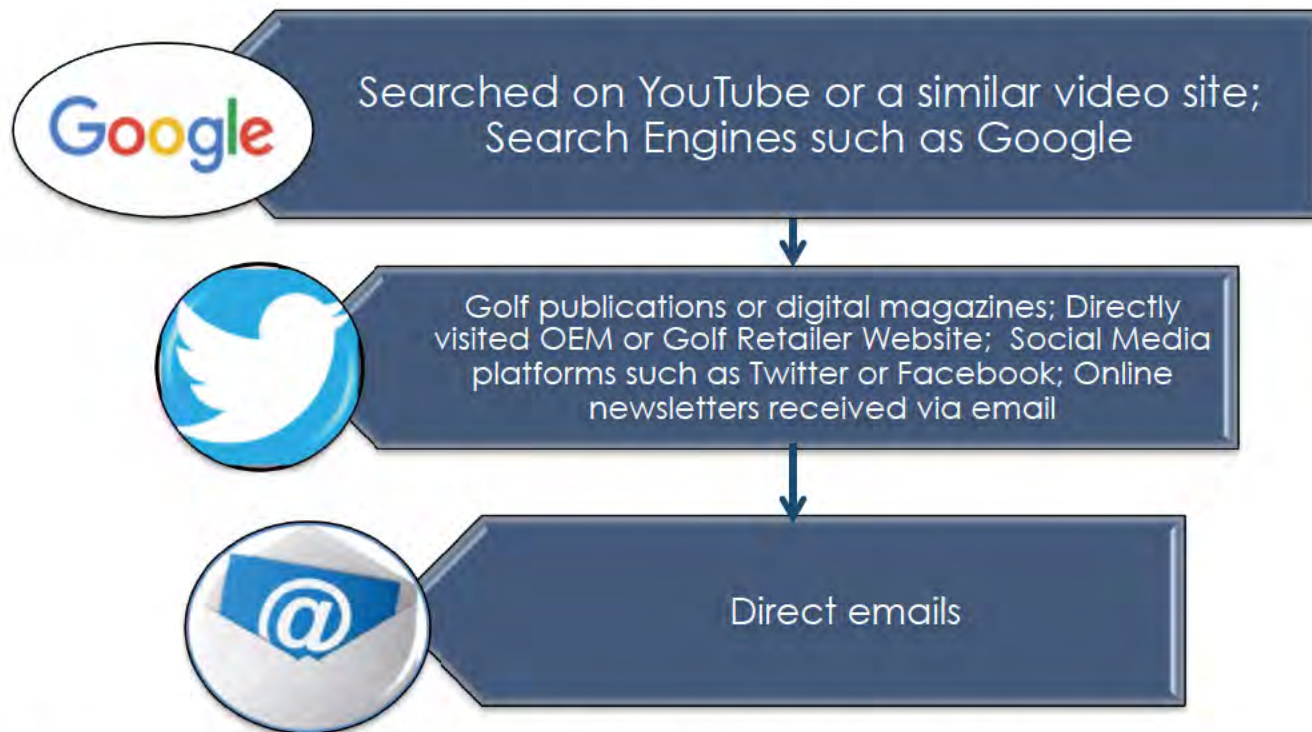 Google
Searched on YouTube or a similar video site;
Search Engines such as Google
Golf publications or digital magazines; Directly
visited OEM or Golf Retailer Website;  Social Media
platforms such as Twitter or Facebook; Online
newsletters received via email
@
Direct emails